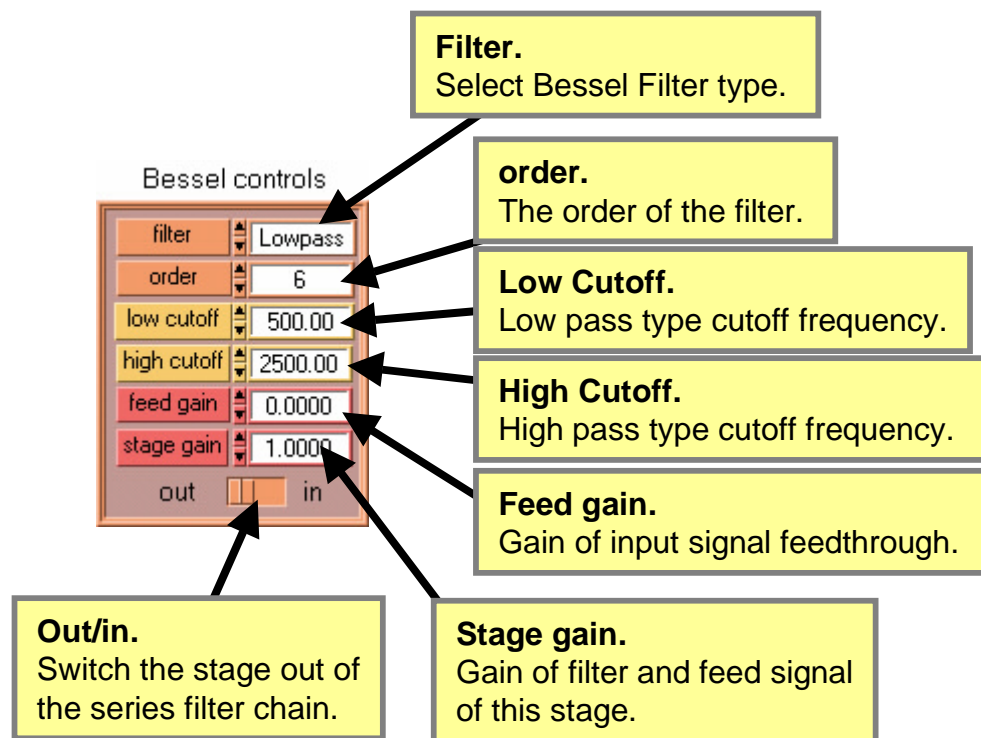 Filter.
Select Bessel Filter type.
Bessel controls
filter Lowpass
order 6
low cutoff 500.00
high cutoff 2500.00
feed gain 0.0000
stage gain 1.0000
out in
order.
The order of the filter.
Low Cutoff.
Low pass type cutoff frequency.
High Cutoff.
High pass type cutoff frequency.
Feed gain.
Gain of input signal feedthrough.
Out/in.
Switch the stage out of
the series filter chain.
Stage gain.
Gain of filter and feed signal
of this stage.